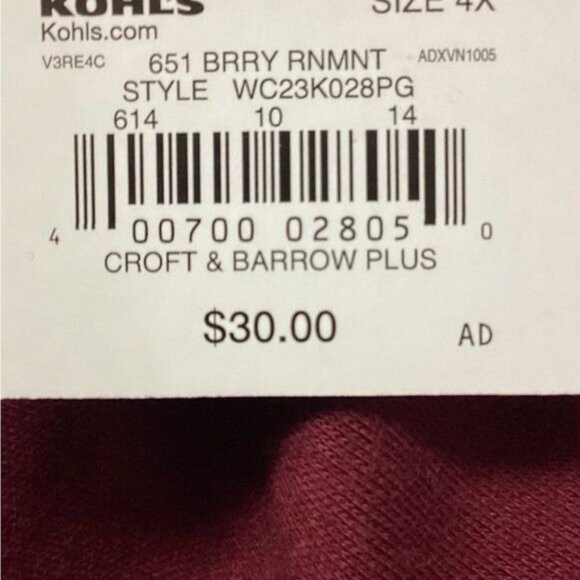 KOHLS SIZE 4X
Kohls.com
V3RE4C 651 BRRY RNMNT ADXVN1005
STYLE WC23K028PG
614 10 14
4 00700 02805 0
CROFT & BARROW PLUS
$30.00 AD